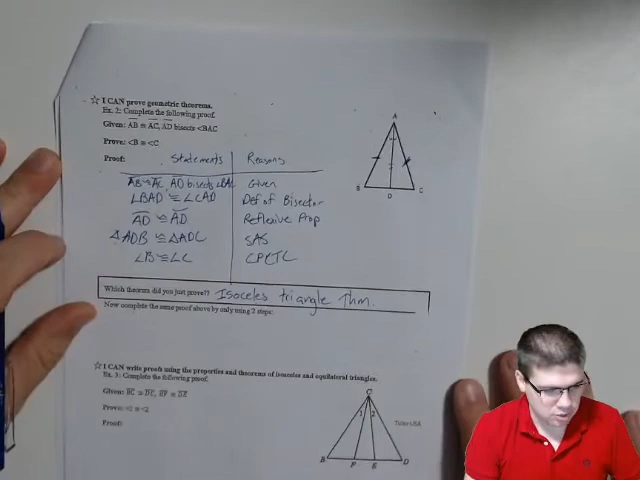 ☆ I CAN prove geometric theorems.
Ex. 2: Complete the following proof.
Given: AB ≅ AC, AD bisects <BAC
Prove: <B ≅ <C
Proof: Statements Reasons
AB ≅ AC, AD bisects ∠BAC Given
∠BAD ≅ ∠CAD Def of Bisector
AD ≅ AD Reflexive Prop
△ADB ≅ △ADC SAS
∠B ≅ ∠C CPCTC
Which theorem did you just prove?? Isoceles triangle Thm.
Now complete the same proof above by only using 2 steps:
A
B D C
☆ I CAN write proofs using the properties and theorems of isosceles and equilateral triangles.
Ex. 3: Complete the following proof.
Given: BC ≅ DC,
Prove: <1 ≅ <2
Proof:
C
1 2
B F E D
TutorUSA